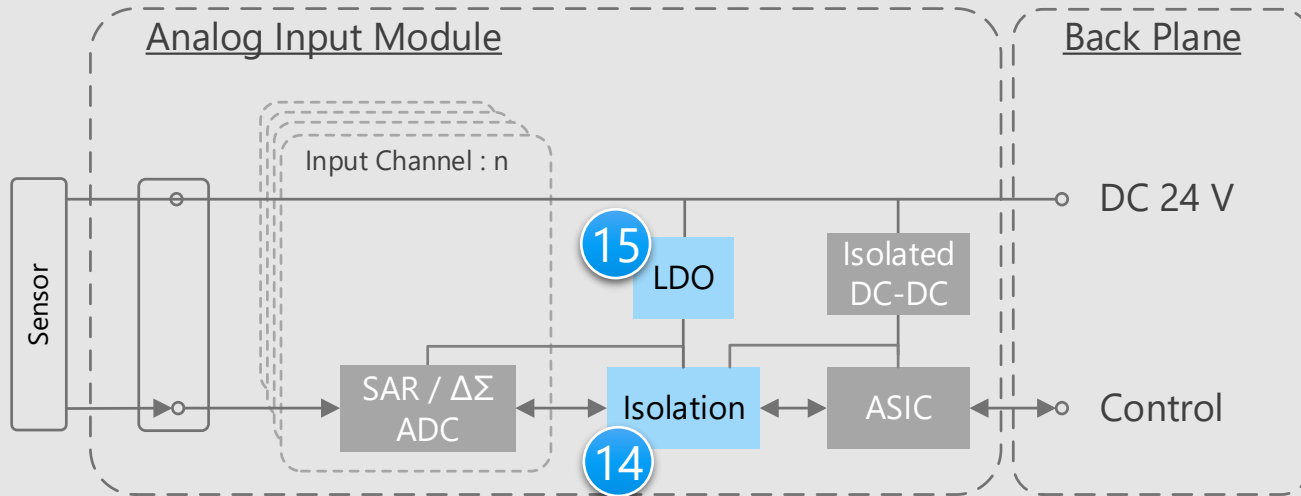 Analog Input Module
Back Plane
Input Channel : n
DC 24 V
15
LDO
Isolated
DC-DC
Sensor
SAR / ΔΣ
ADC
Isolation
ASIC
Control
14